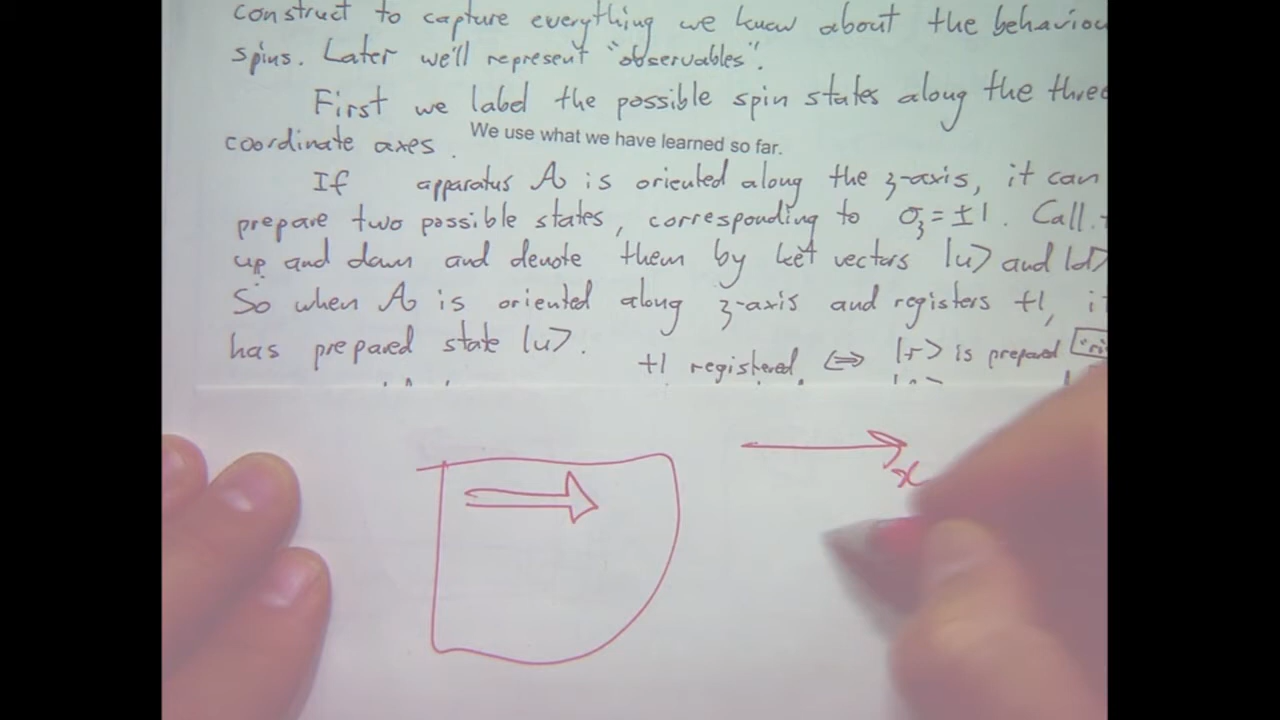 construct to capture everything we know about the behaviou
spins. Later we'll represent "observables".
First we label the possible spin states along the three
coordinate axes. We use what we have learned so far.
If apparatus A is oriented along the z-axis, it can
prepare two possible states, corresponding to σz = ±1. Call
up and down and denote them by ket vectors |u⟩ and |d⟩
So when A is oriented along z-axis and registers +1, it
has prepared state |u⟩.
+1 registered ⇔ |r⟩ is prepared
x